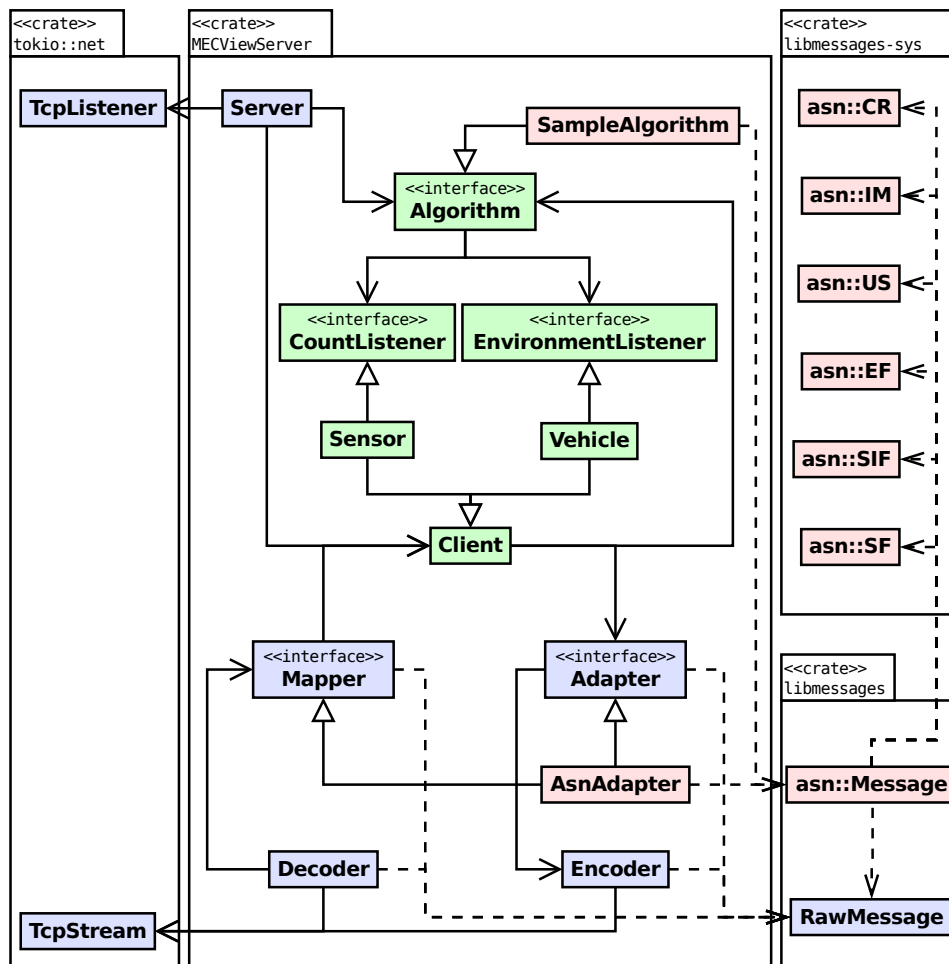 <<crate>>
tokio::net
<<crate>>
MECViewServer
<<crate>>
libmessages-sys
TcpListener
Server
SampleAlgorithm
asn::CR
<<interface>>
Algorithm
asn::IM
asn::US
<<interface>>
CountListener
<<interface>>
EnvironmentListener
asn::EF
Sensor
Vehicle
asn::SIF
Client
asn::SF
<<interface>>
Mapper
<<interface>>
Adapter
<<crate>>
libmessages
AsnAdapter
asn::Message
Decoder
Encoder
TcpStream
RawMessage